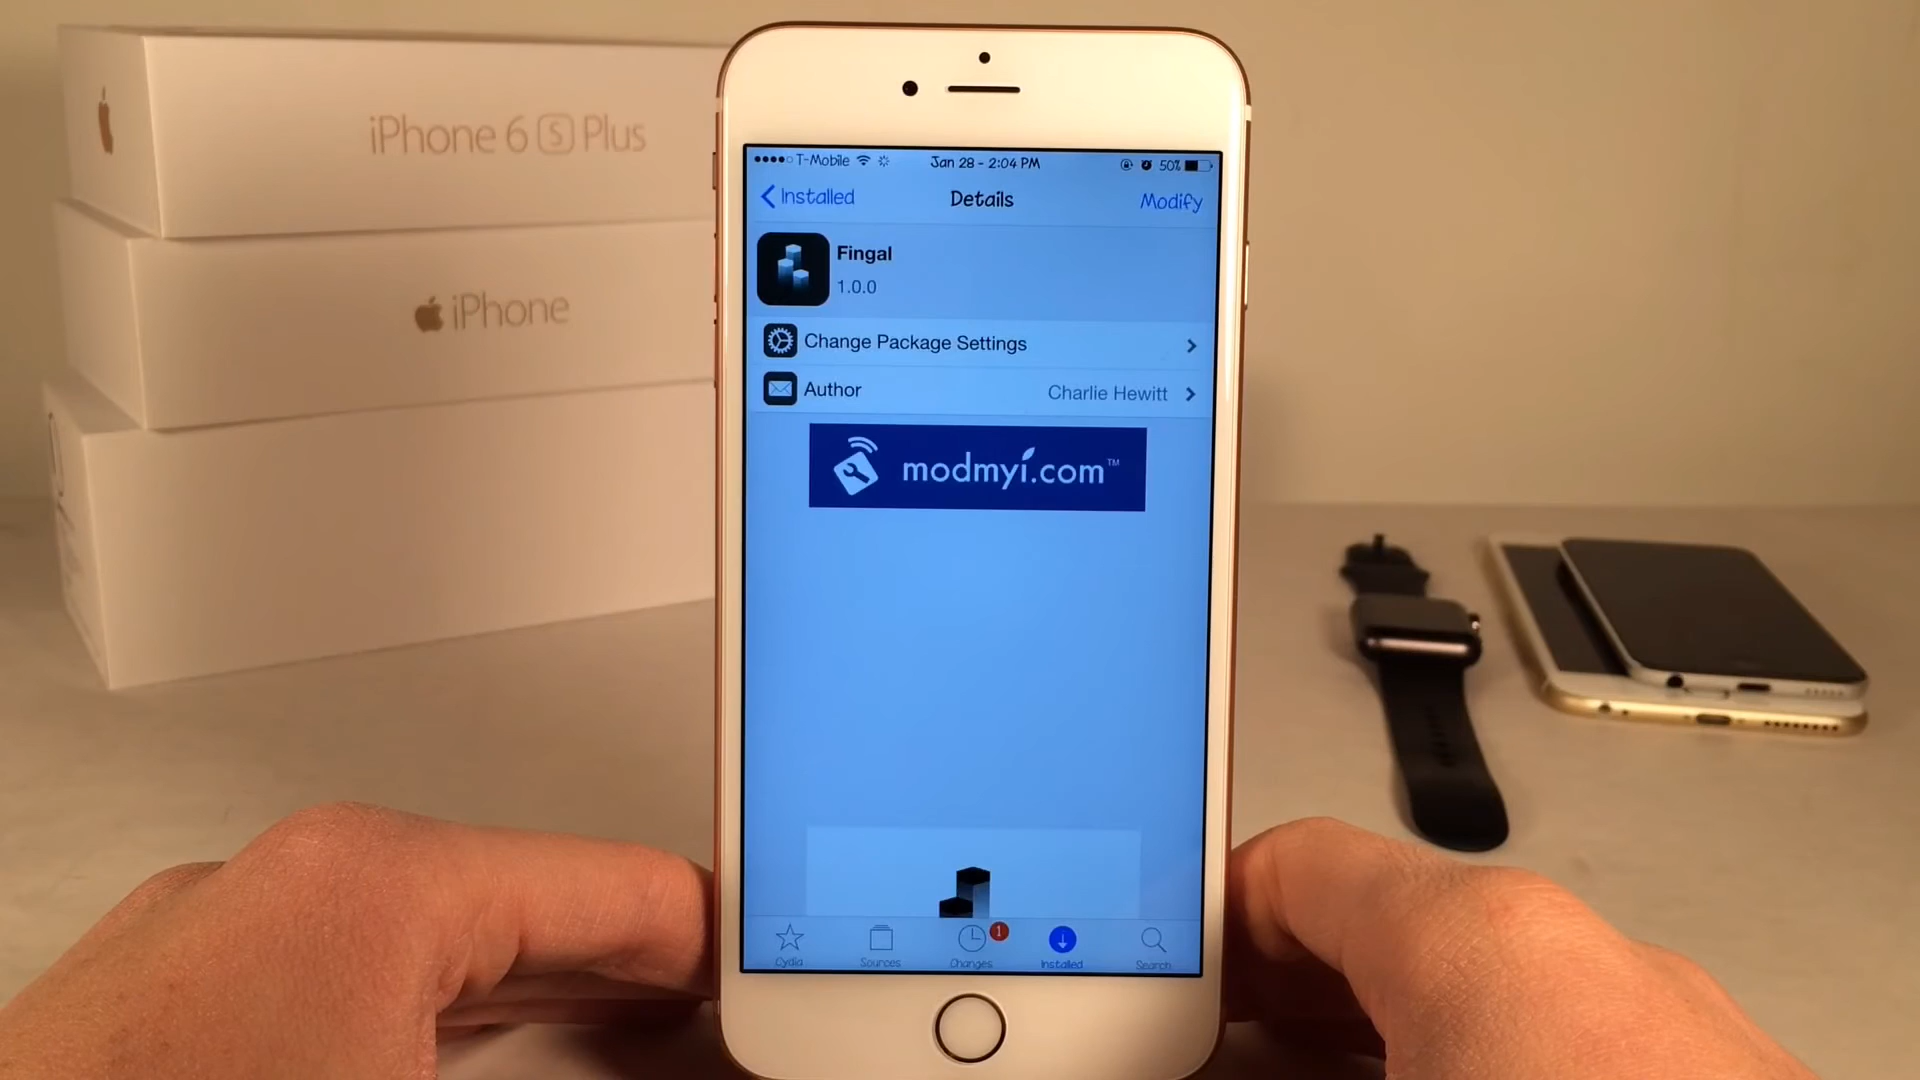 iPhone 6 S Plus
iPhone
T-Mobile Jan 28 - 2:04 PM 50%
Installed Details Modify
Fingal
1.0.0
Change Package Settings
Author Charlie Hewitt
modmyi.com™
1
Cydia Sources Changes Installed Search